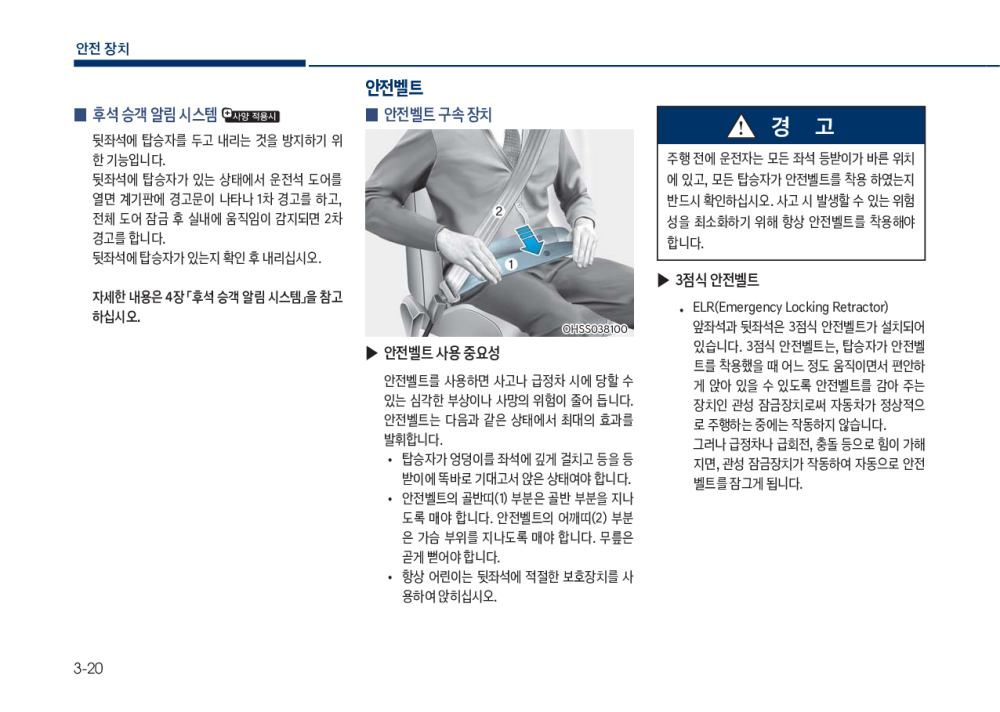 안전 장치
■ 후석 승객 알림 시스템 사양 적용시
뒷좌석에 탑승자를 두고 내리는 것을 방지하기 위
한 기능입니다.
뒷좌석에 탑승자가 있는 상태에서 운전석 도어를
열면 계기판에 경고문이 나타나 1차 경고를 하고,
전체 도어 잠금 후 실내에 움직임이 감지되면 2차
경고를 합니다.
뒷좌석에 탑승자가 있는지 확인 후 내리십시오.
자세한 내용은 4장 ｢후석 승객 알림 시스템｣을 참고
하십시오.
안전벨트
■ 안전벨트 구속 장치
2
1
OHSS038100
▶ 안전벨트 사용 중요성
안전벨트를 사용하면 사고나 급정차 시에 당할 수
있는 심각한 부상이나 사망의 위험이 줄어 듭니다.
안전벨트는 다음과 같은 상태에서 최대의 효과를
발휘합니다.
• 탑승자가 엉덩이를 좌석에 깊게 걸치고 등을 등
받이에 똑바로 기대고서 앉은 상태여야 합니다.
• 안전벨트의 골반띠(1) 부분은 골반 부분을 지나
도록 매야 합니다. 안전벨트의 어깨띠(2) 부분
은 가슴 부위를 지나도록 매야 합니다. 무릎은
곧게 뻗어야 합니다.
• 항상 어린이는 뒷좌석에 적절한 보호장치를 사
용하여 앉히십시오.
경 고
주행 전에 운전자는 모든 좌석 등받이가 바른 위치
에 있고, 모든 탑승자가 안전벨트를 착용 하였는지
반드시 확인하십시오. 사고 시 발생할 수 있는 위험
성을 최소화하기 위해 항상 안전벨트를 착용해야
합니다.
▶ 3점식 안전벨트
• ELR(Emergency Locking Retractor)
앞좌석과 뒷좌석은 3점식 안전벨트가 설치되어
있습니다. 3점식 안전벨트는, 탑승자가 안전벨
트를 착용했을 때 어느 정도 움직이면서 편안하
게 앉아 있을 수 있도록 안전벨트를 감아 주는
장치인 관성 잠금장치로써 자동차가 정상적으
로 주행하는 중에는 작동하지 않습니다.
그러나 급정차나 급회전, 충돌 등으로 힘이 가해
지면, 관성 잠금장치가 작동하여 자동으로 안전
벨트를 잠그게 됩니다.
3-20